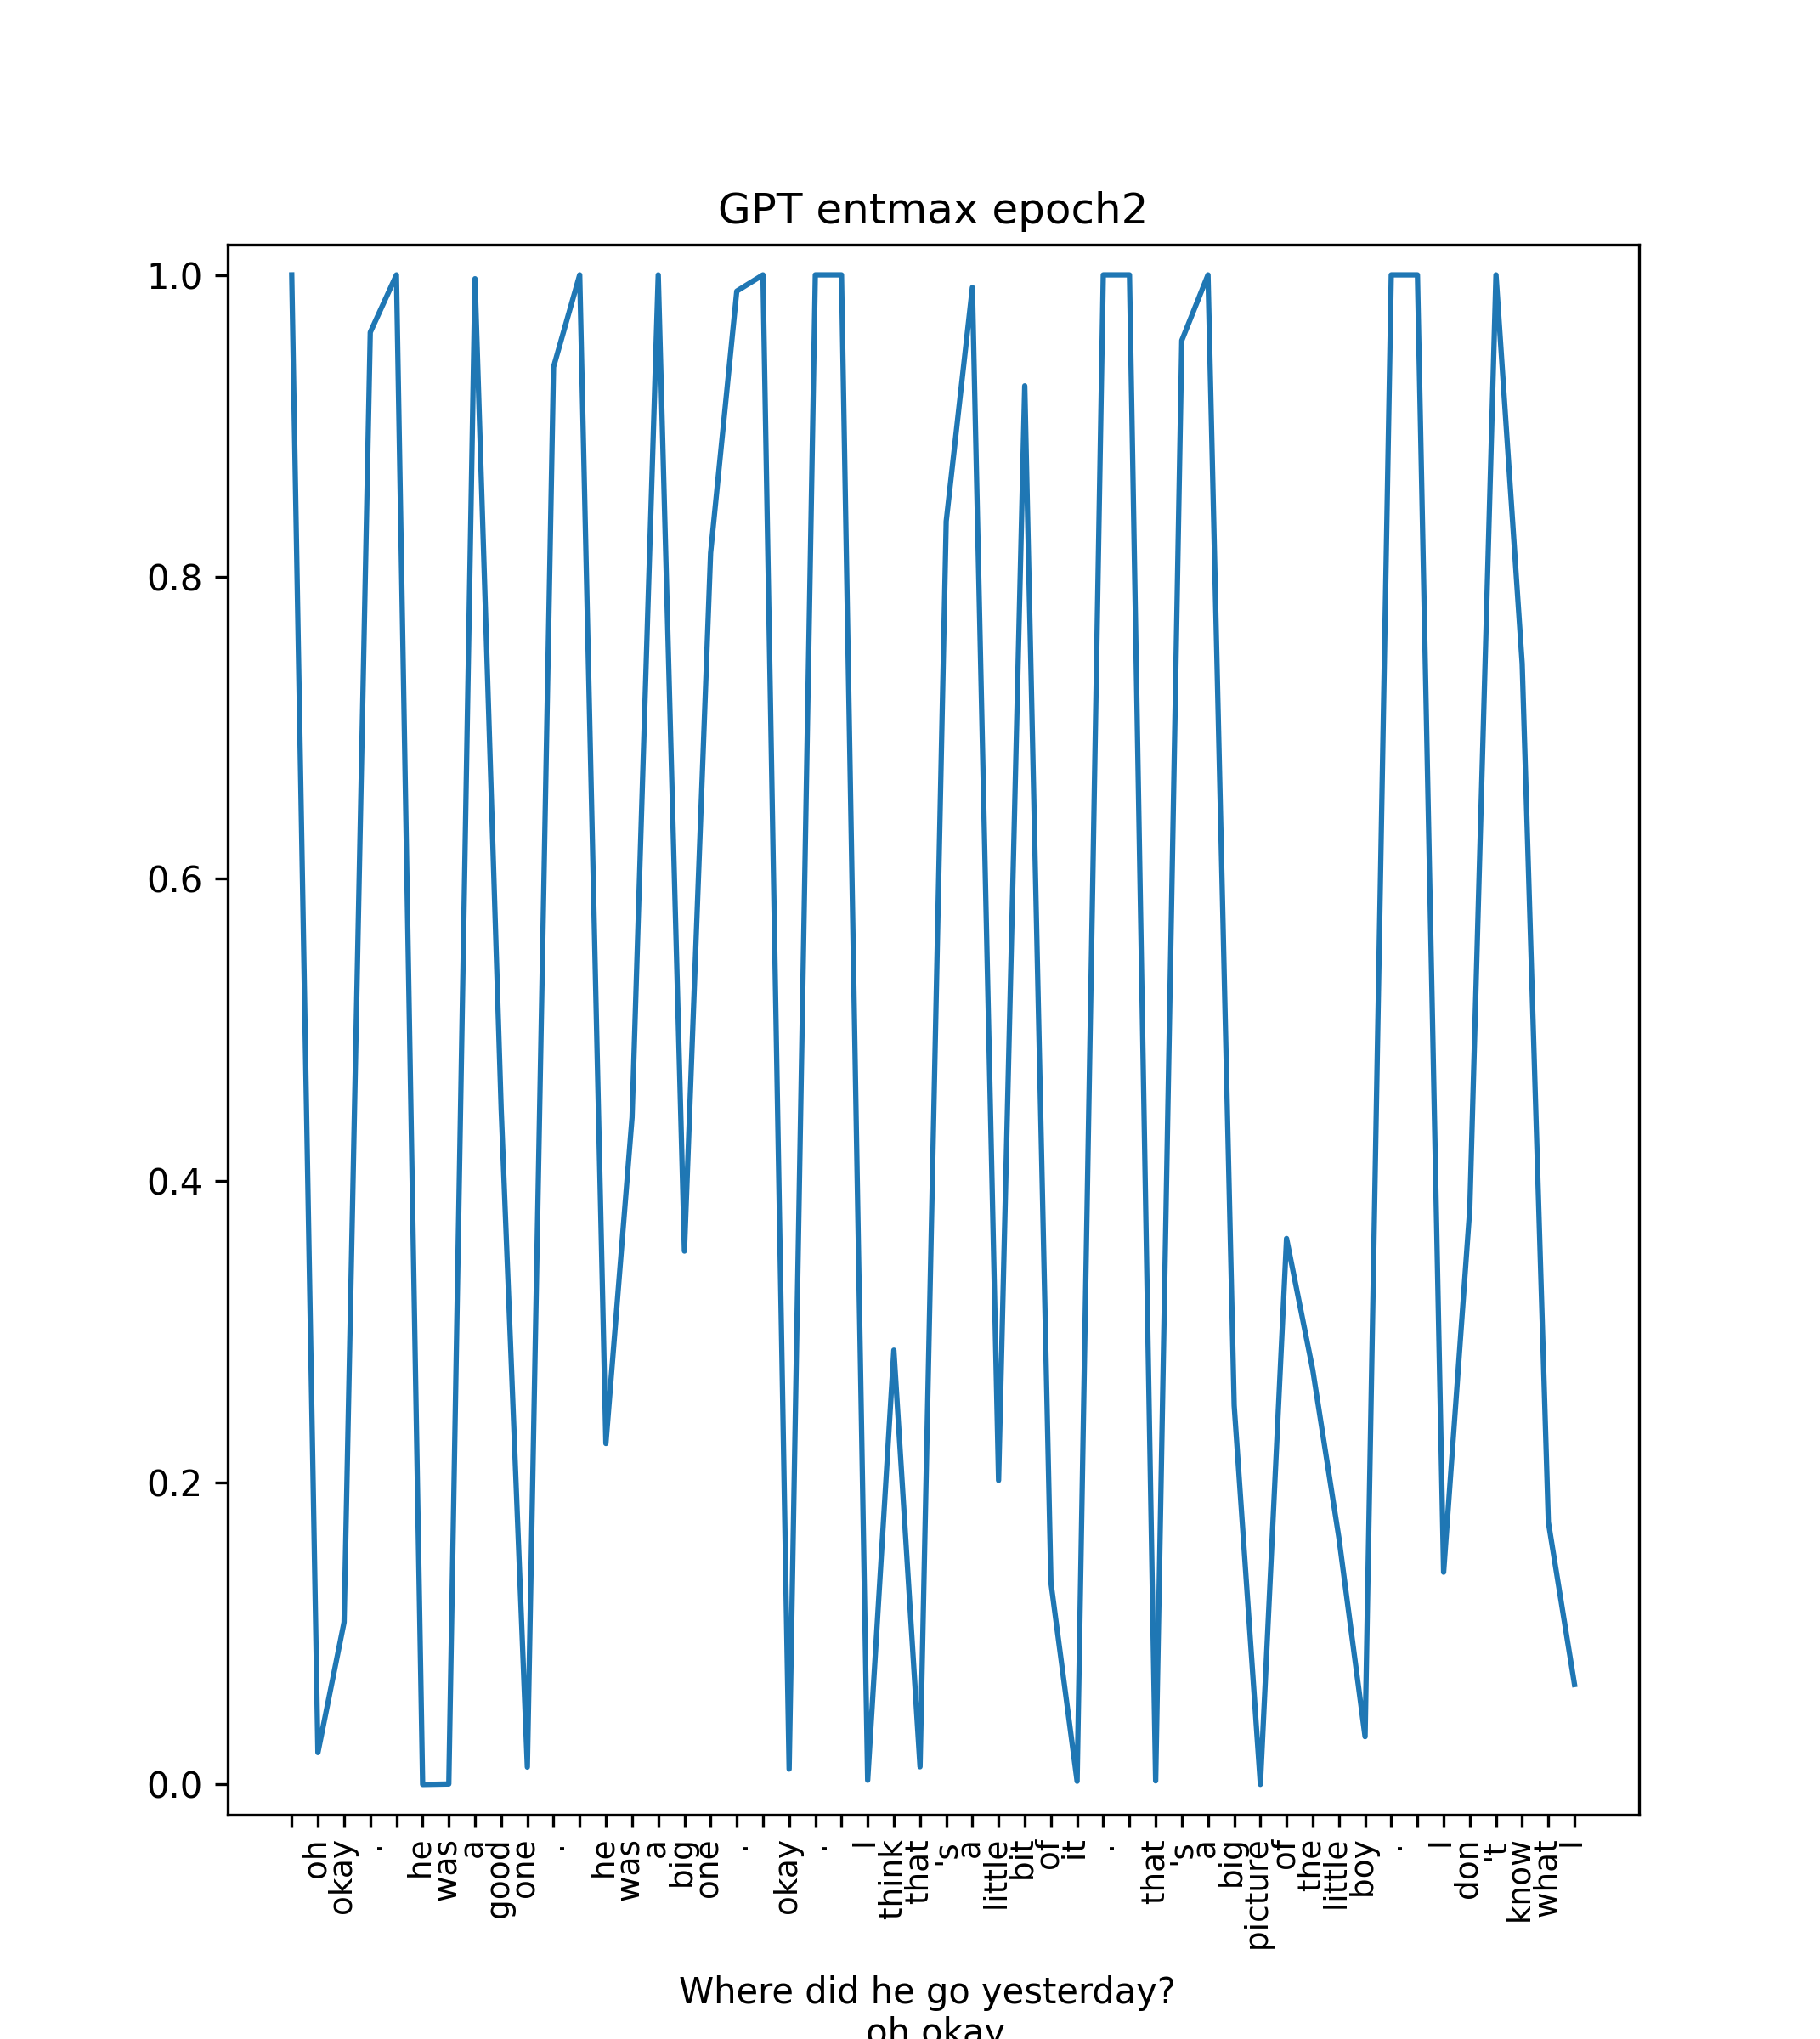 GPT entmax epoch2
1.0
0.8
0.6
0.4
0.2
0.0
oh
okay
.
he
was
a
good
one
.
he
was
a
big
one
.
okay
.
I
think
that
's
a
little
bit
of
it
.
that
's
a
big
picture
of
the
little
boy
.
I
don
't
know
what
I
Where did he go yesterday?
oh okay